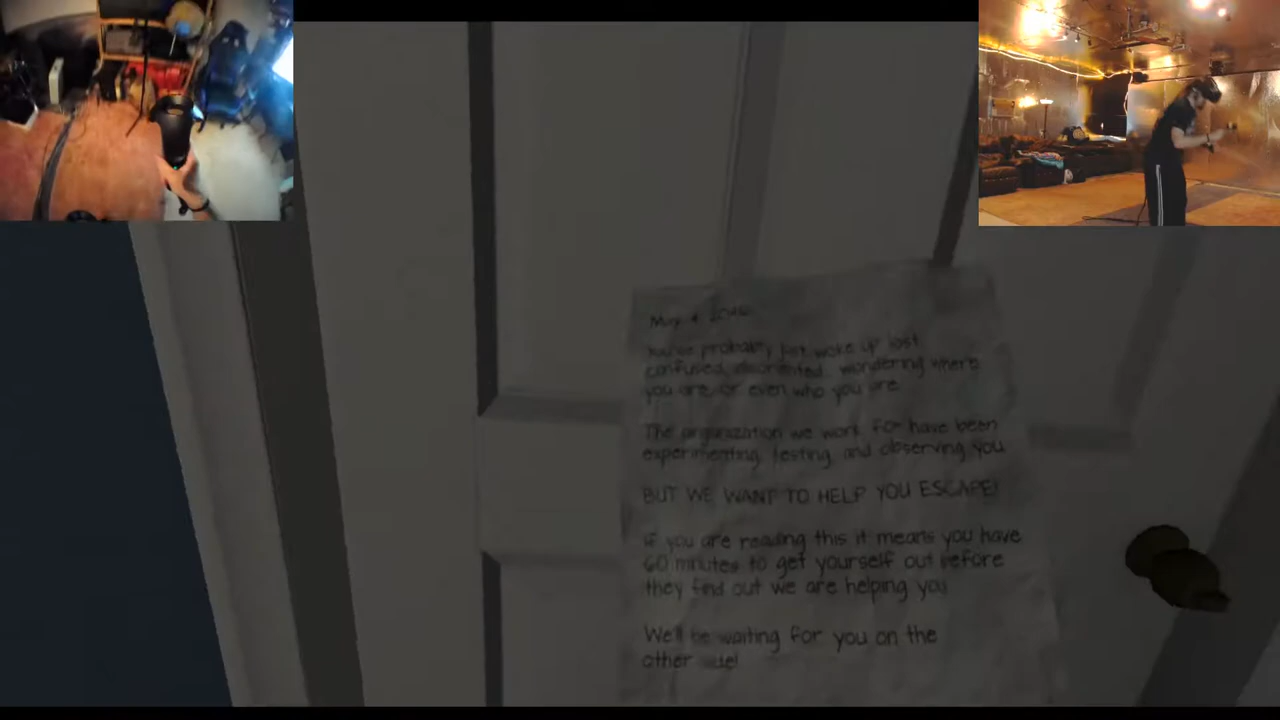 May 4
You've probably just woke up lost
confused, disoriented, wondering where
you are, or even who you are
The organization we work for have been
experimenting, testing, and observing you
BUT WE WANT TO HELP YOU ESCAPE!
If you are reading this it means you have
60 minutes to get yourself out before
they find out we are helping you
We'll be waiting for you on the
other side!